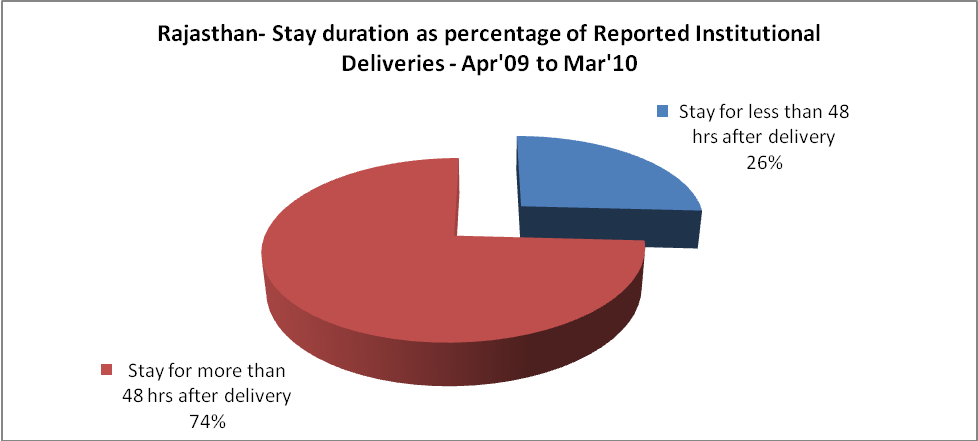 Rajasthan- Stay duration as percentage of Reported Institutional
Deliveries - Apr'09 to Mar'10
Stay for less than 48
hrs after delivery
26%
Stay for more than
48 hrs after delivery
74%